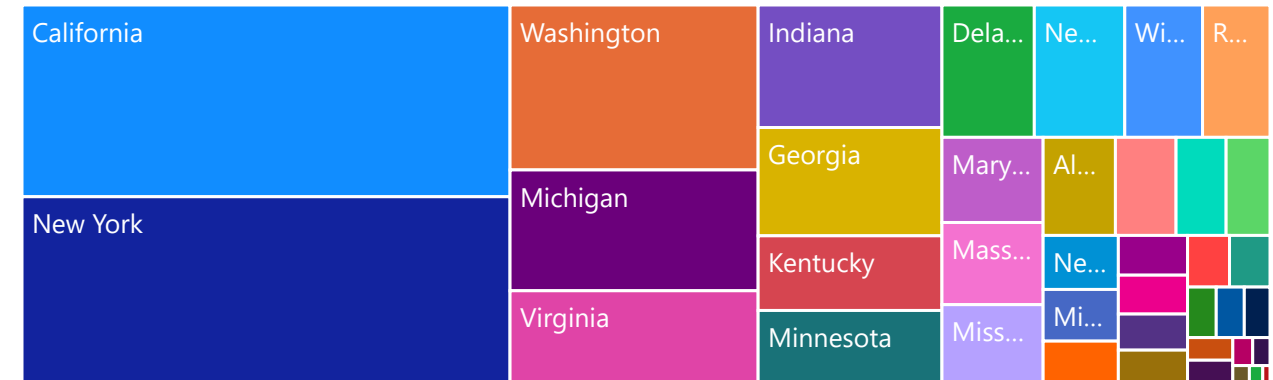 California
New York
Washington
Michigan
Virginia
Indiana
Georgia
Kentucky
Minnesota
Dela...
Ne...
Wi...
R...
Mary...
Mass...
Miss...
Al...
Ne...
Mi...